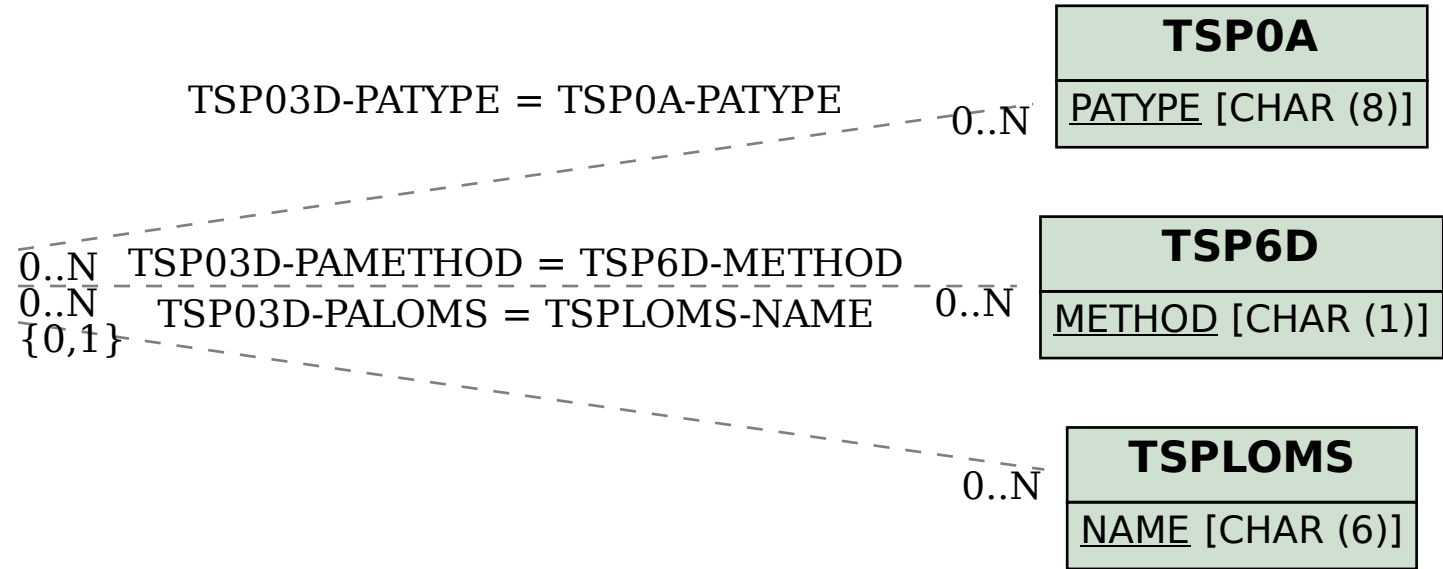 TSP0A
PATYPE [CHAR (8)]
TSP03D-PATYPE = TSP0A-PATYPE
0..N
0..N
TSP6D
METHOD [CHAR (1)]
TSP03D-PAMETHOD = TSP6D-METHOD
0..N
0..N
TSP03D-PALOMS = TSPLOMS-NAME
{0,1}
0..N
TSPLOMS
NAME [CHAR (6)]